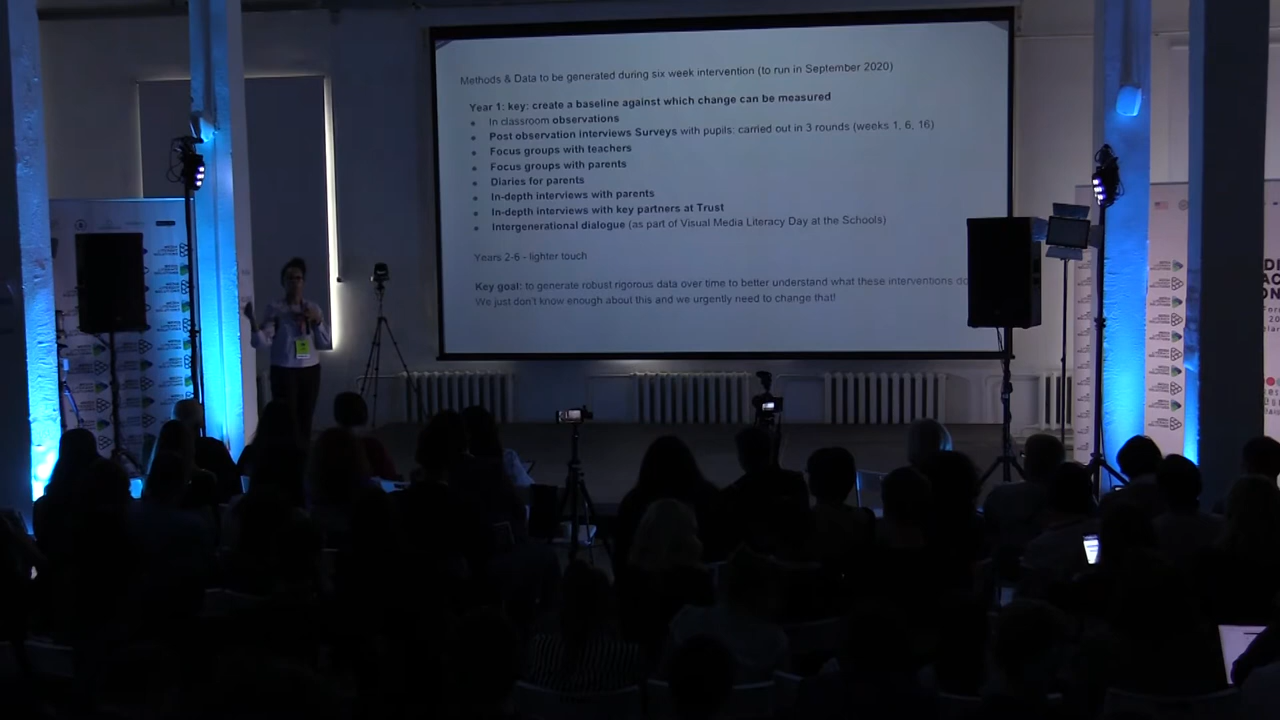 Methods & Data to be generated during six week intervention (to run in September 2020)
Year 1: key: create a baseline against which change can be measured
In classroom observations
Post observation interviews Surveys with pupils: carried out in 3 rounds (weeks 1, 6, 16)
Focus groups with teachers
Focus groups with parents
Diaries for parents
In-depth interviews with parents
In-depth interviews with key partners at Trust
Intergenerational dialogue (as part of Visual Media Literacy Day at the Schools)
Years 2-6 - lighter touch
Key goal: to generate robust rigorous data over time to better understand what these interventions do
We just don't know enough about this and we urgently need to change that!